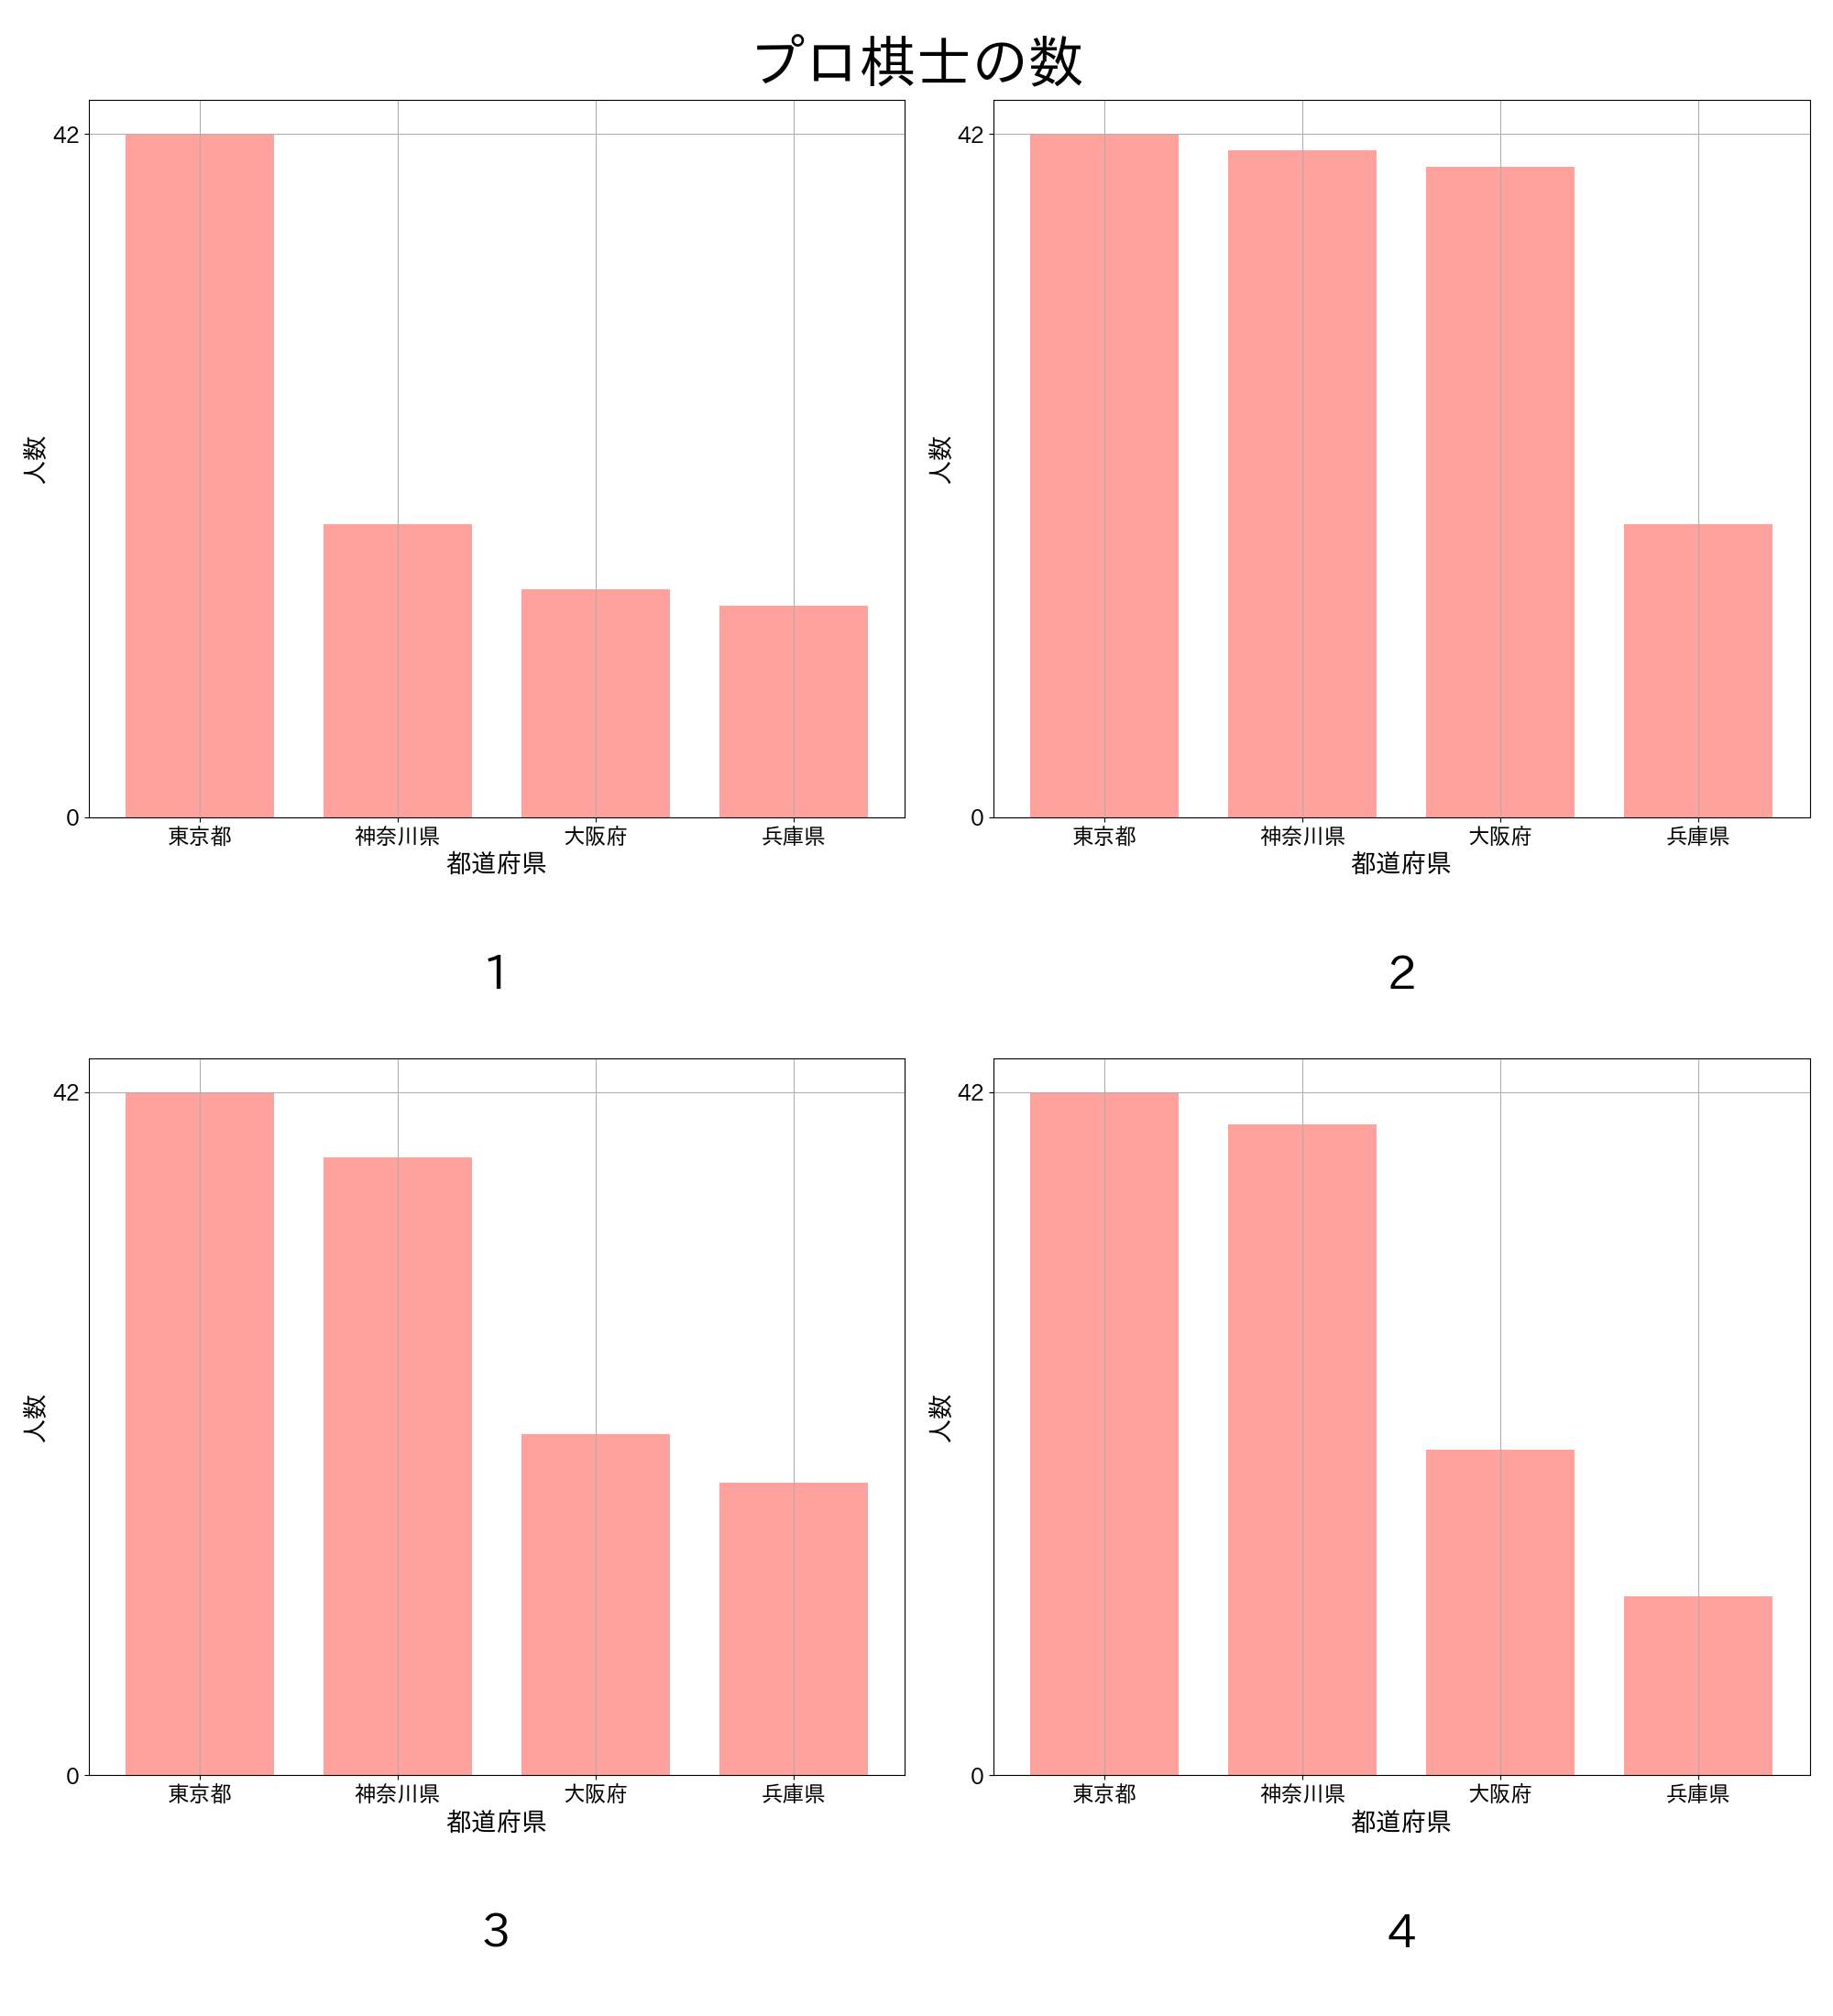 プロ棋士の数
42
0
人数
東京都 神奈川県 大阪府 兵庫県
都道府県
1
42
0
人数
東京都 神奈川県 大阪府 兵庫県
都道府県
2
42
0
人数
東京都 神奈川県 大阪府 兵庫県
都道府県
3
42
0
人数
東京都 神奈川県 大阪府 兵庫県
都道府県
4